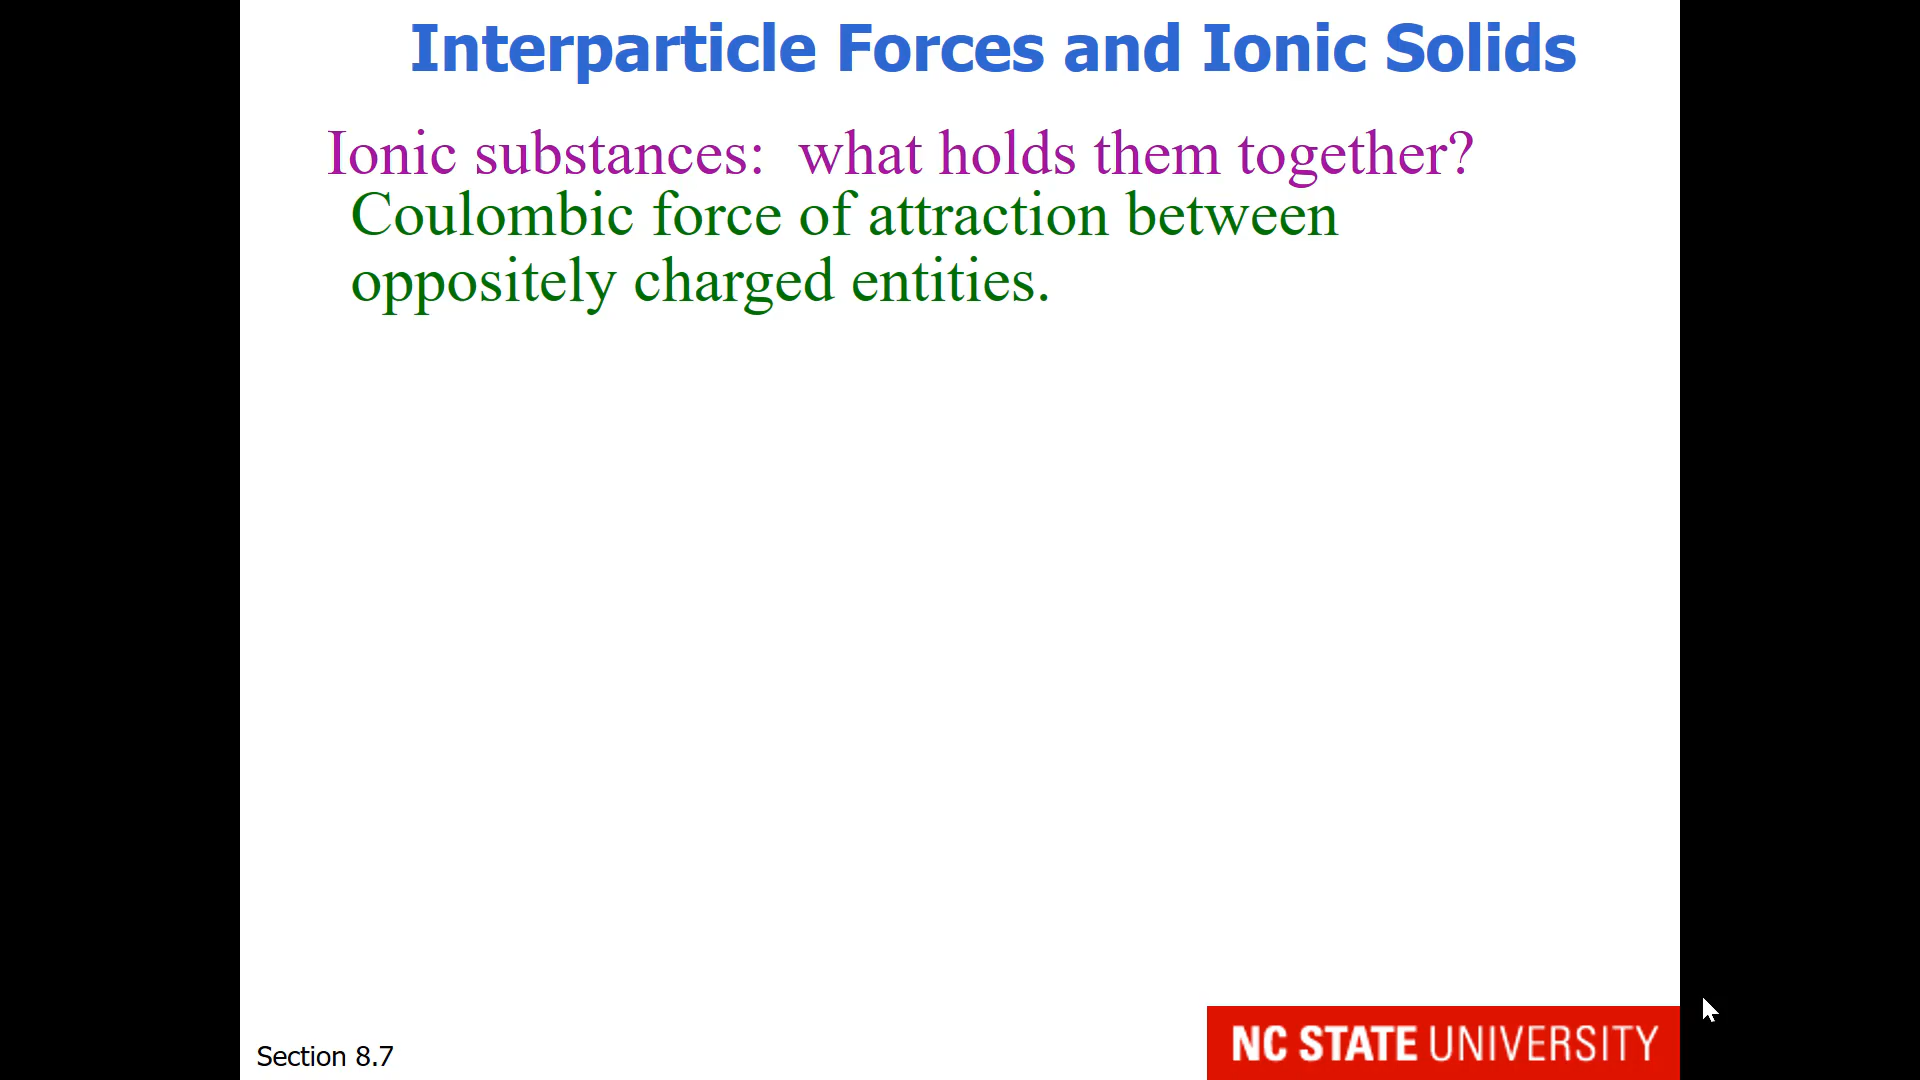 Interparticle Forces and Ionic Solids
Ionic substances:  what holds them together?
Coulombic force of attraction between
oppositely charged entities.
Section 8.7
NC STATE UNIVERSITY